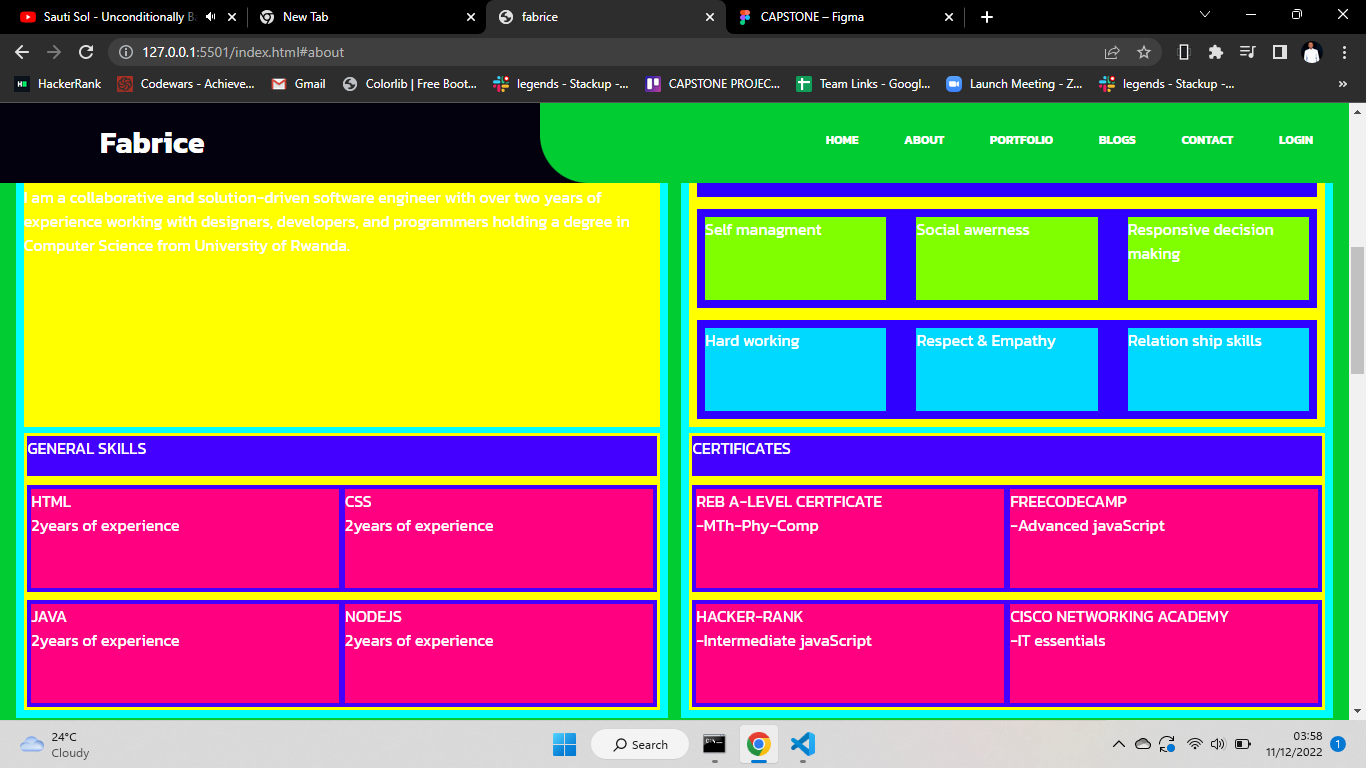 Sauti Sol - Unconditionally
New Tab
fabrice
CAPSTONE – Figma
127.0.0.1:5501/index.html#about
HackerRank
Codewars - Achieve...
Gmail
Colorlib | Free Boot...
legends - Stackup -...
CAPSTONE PROJEC...
Team Links - Googl...
Launch Meeting - Z...
legends - Stackup -...
»
Fabrice
HOME
ABOUT
PORTFOLIO
BLOGS
CONTACT
LOGIN
I am a collaborative and solution-driven software engineer with over two years of
experience working with designers, developers, and programmers holding a degree in
Computer Science from University of Rwanda.
Self managment
Social awerness
Responsive decision
making
Hard working
Respect & Empathy
Relation ship skills
GENERAL SKILLS
HTML
2years of experience
CSS
2years of experience
JAVA
2years of experience
NODEJS
2years of experience
CERTIFICATES
REB A-LEVEL CERTFICATE
-MTh-Phy-Comp
FREECODECAMP
-Advanced javaScript
HACKER-RANK
-Intermediate javaScript
CISCO NETWORKING ACADEMY
-IT essentials
24°C
Cloudy
Search
03:58
11/12/2022
1